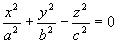 x²/a² + y²/b² − z²/c² = 0